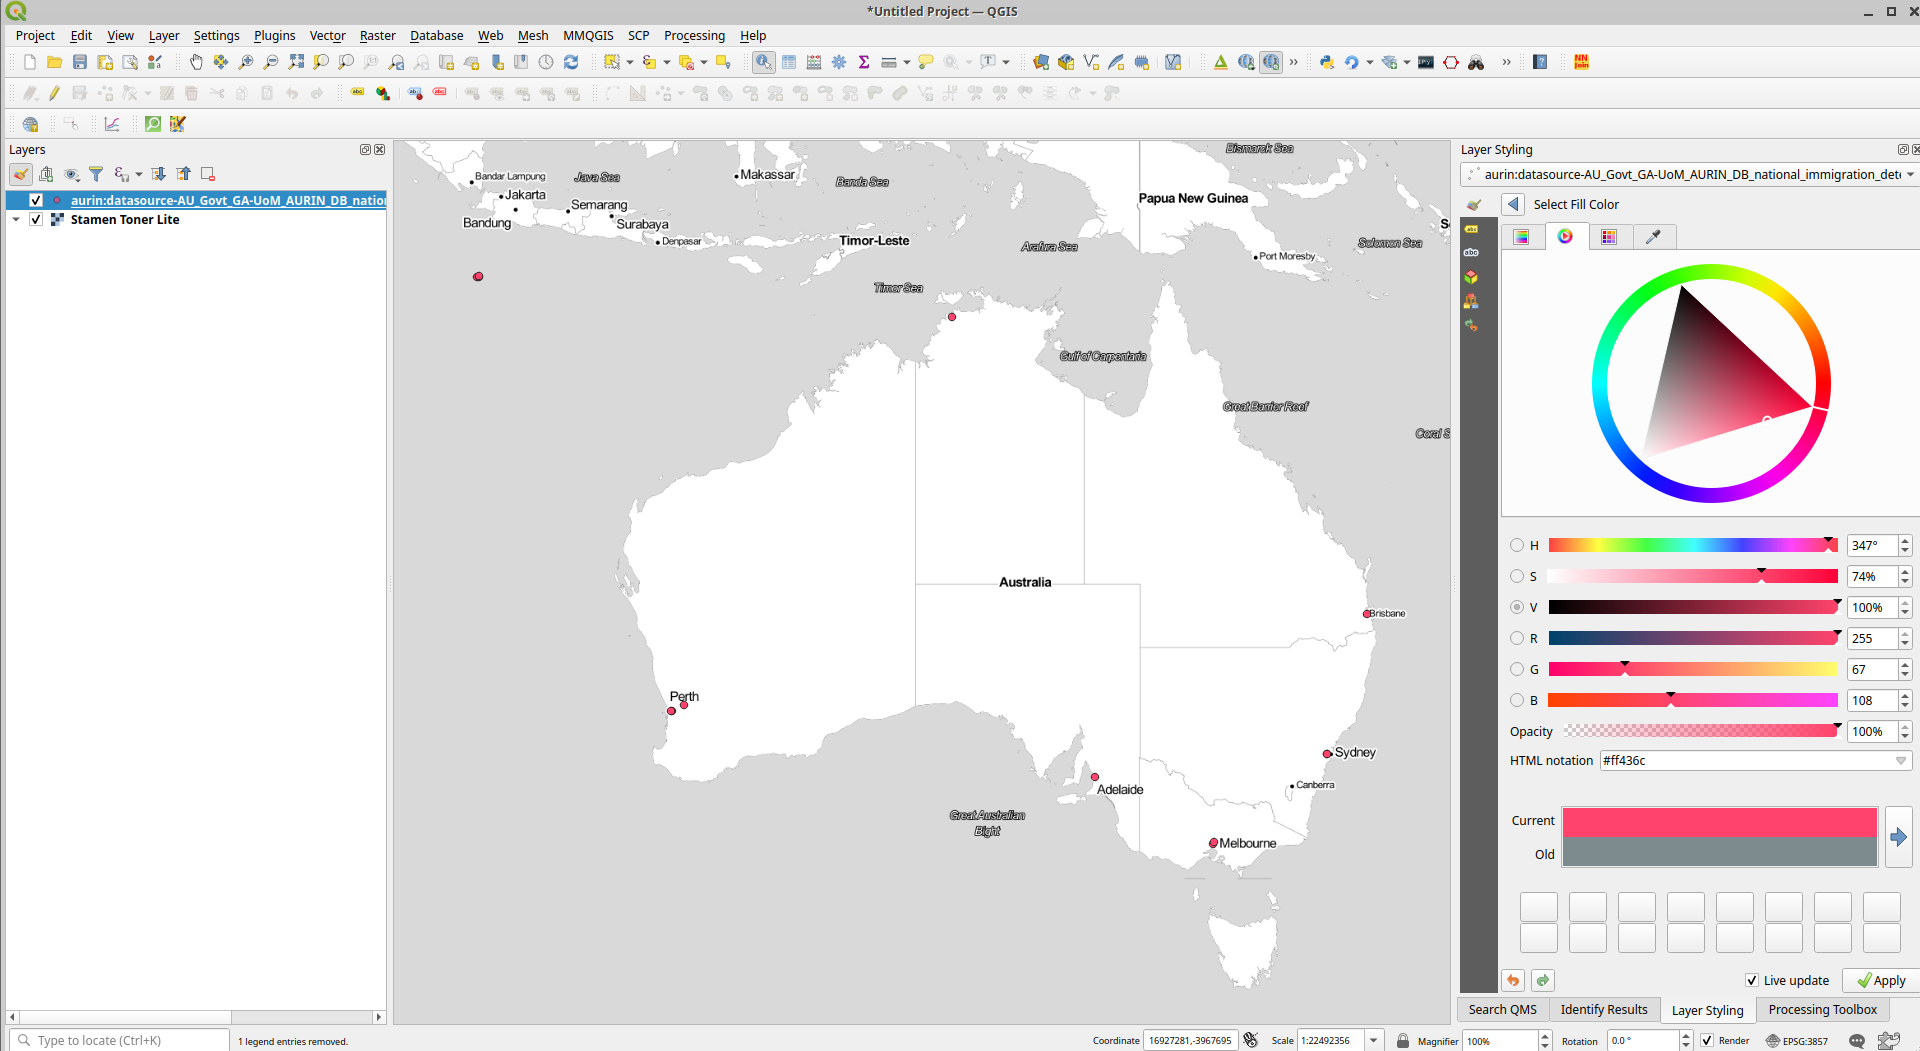 *Untitled Project — QGIS
Project Edit View Layer Settings Plugins Vector Raster Database Web Mesh MMQGIS SCP Processing Help
Layers
aurin:datasource-AU_Govt_GA-UoM_AURIN_DB_nation
Stamen Toner Lite
Bandar Lampung
Java Sea
Jakarta
Semarang
Bandung
Surabaya
Denpasar
Makassar
Banda Sea
Timor-Leste
Timor Sea
Arafura Sea
Bismarck Sea
Papua New Guinea
Port Moresby
Solomon Sea
S
Gulf of Carpentaria
Great Barrier Reef
Coral S
Australia
Brisbane
Perth
Sydney
Canberra
Adelaide
Great Australian
Bight
Melbourne
Layer Styling
aurin:datasource-AU_Govt_GA-UoM_AURIN_DB_national_immigration_dete
Select Fill Color
H 347°
S 74%
V 100%
R 255
G 67
B 108
Opacity 100%
HTML notation #ff436c
Current
Old
Live update Apply
Search QMS Identify Results Layer Styling Processing Toolbox
Type to locate (Ctrl+K) 1 legend entries removed. Coordinate 16927281,-3967695 Scale 1:22492356 Magnifier 100% Rotation 0.0 ° Render EPSG:3857